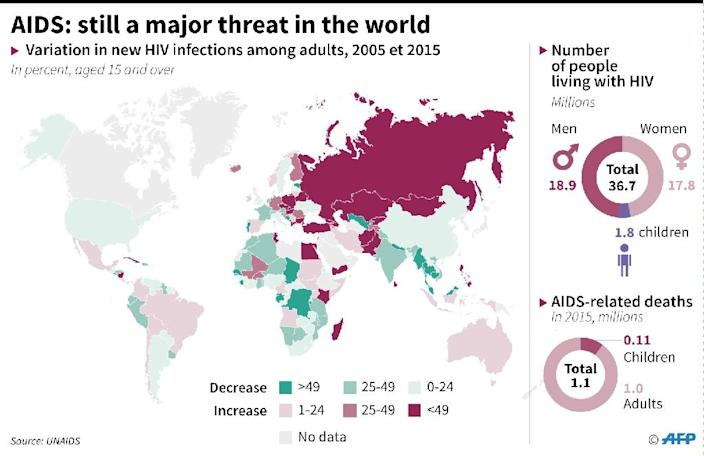 AIDS: still a major threat in the world
▶ Variation in new HIV infections among adults, 2005 et 2015
In percent, aged 15 and over
Decrease >49 25-49 0-24
Increase 1-24 25-49 <49
No data
Source: UNAIDS
▶ Number
of people
living with HIV
Millions
Men Women
Total
36.7
18.9 17.8
1.8 children
▶ AIDS-related deaths
In 2015, millions
0.11
Children
Total
1.1
1.0
Adults
© AFP